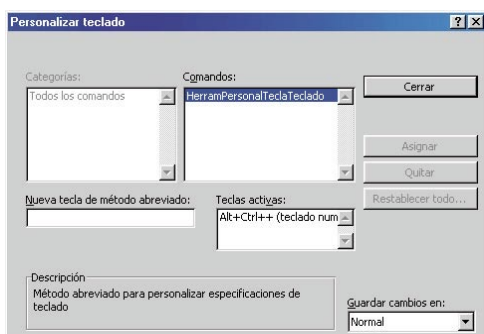 Personalizar teclado
Categorías:
Comandos:
Todos los comandos
HerramPersonalTeclaTeclado
Cerrar
Asignar
Quitar
Restablecer todo...
Nueva tecla de método abreviado:
Teclas activas:
Alt+Ctrl++ (teclado num
Descripción
Método abreviado para personalizar especificaciones de
teclado
Guardar cambios en:
Normal